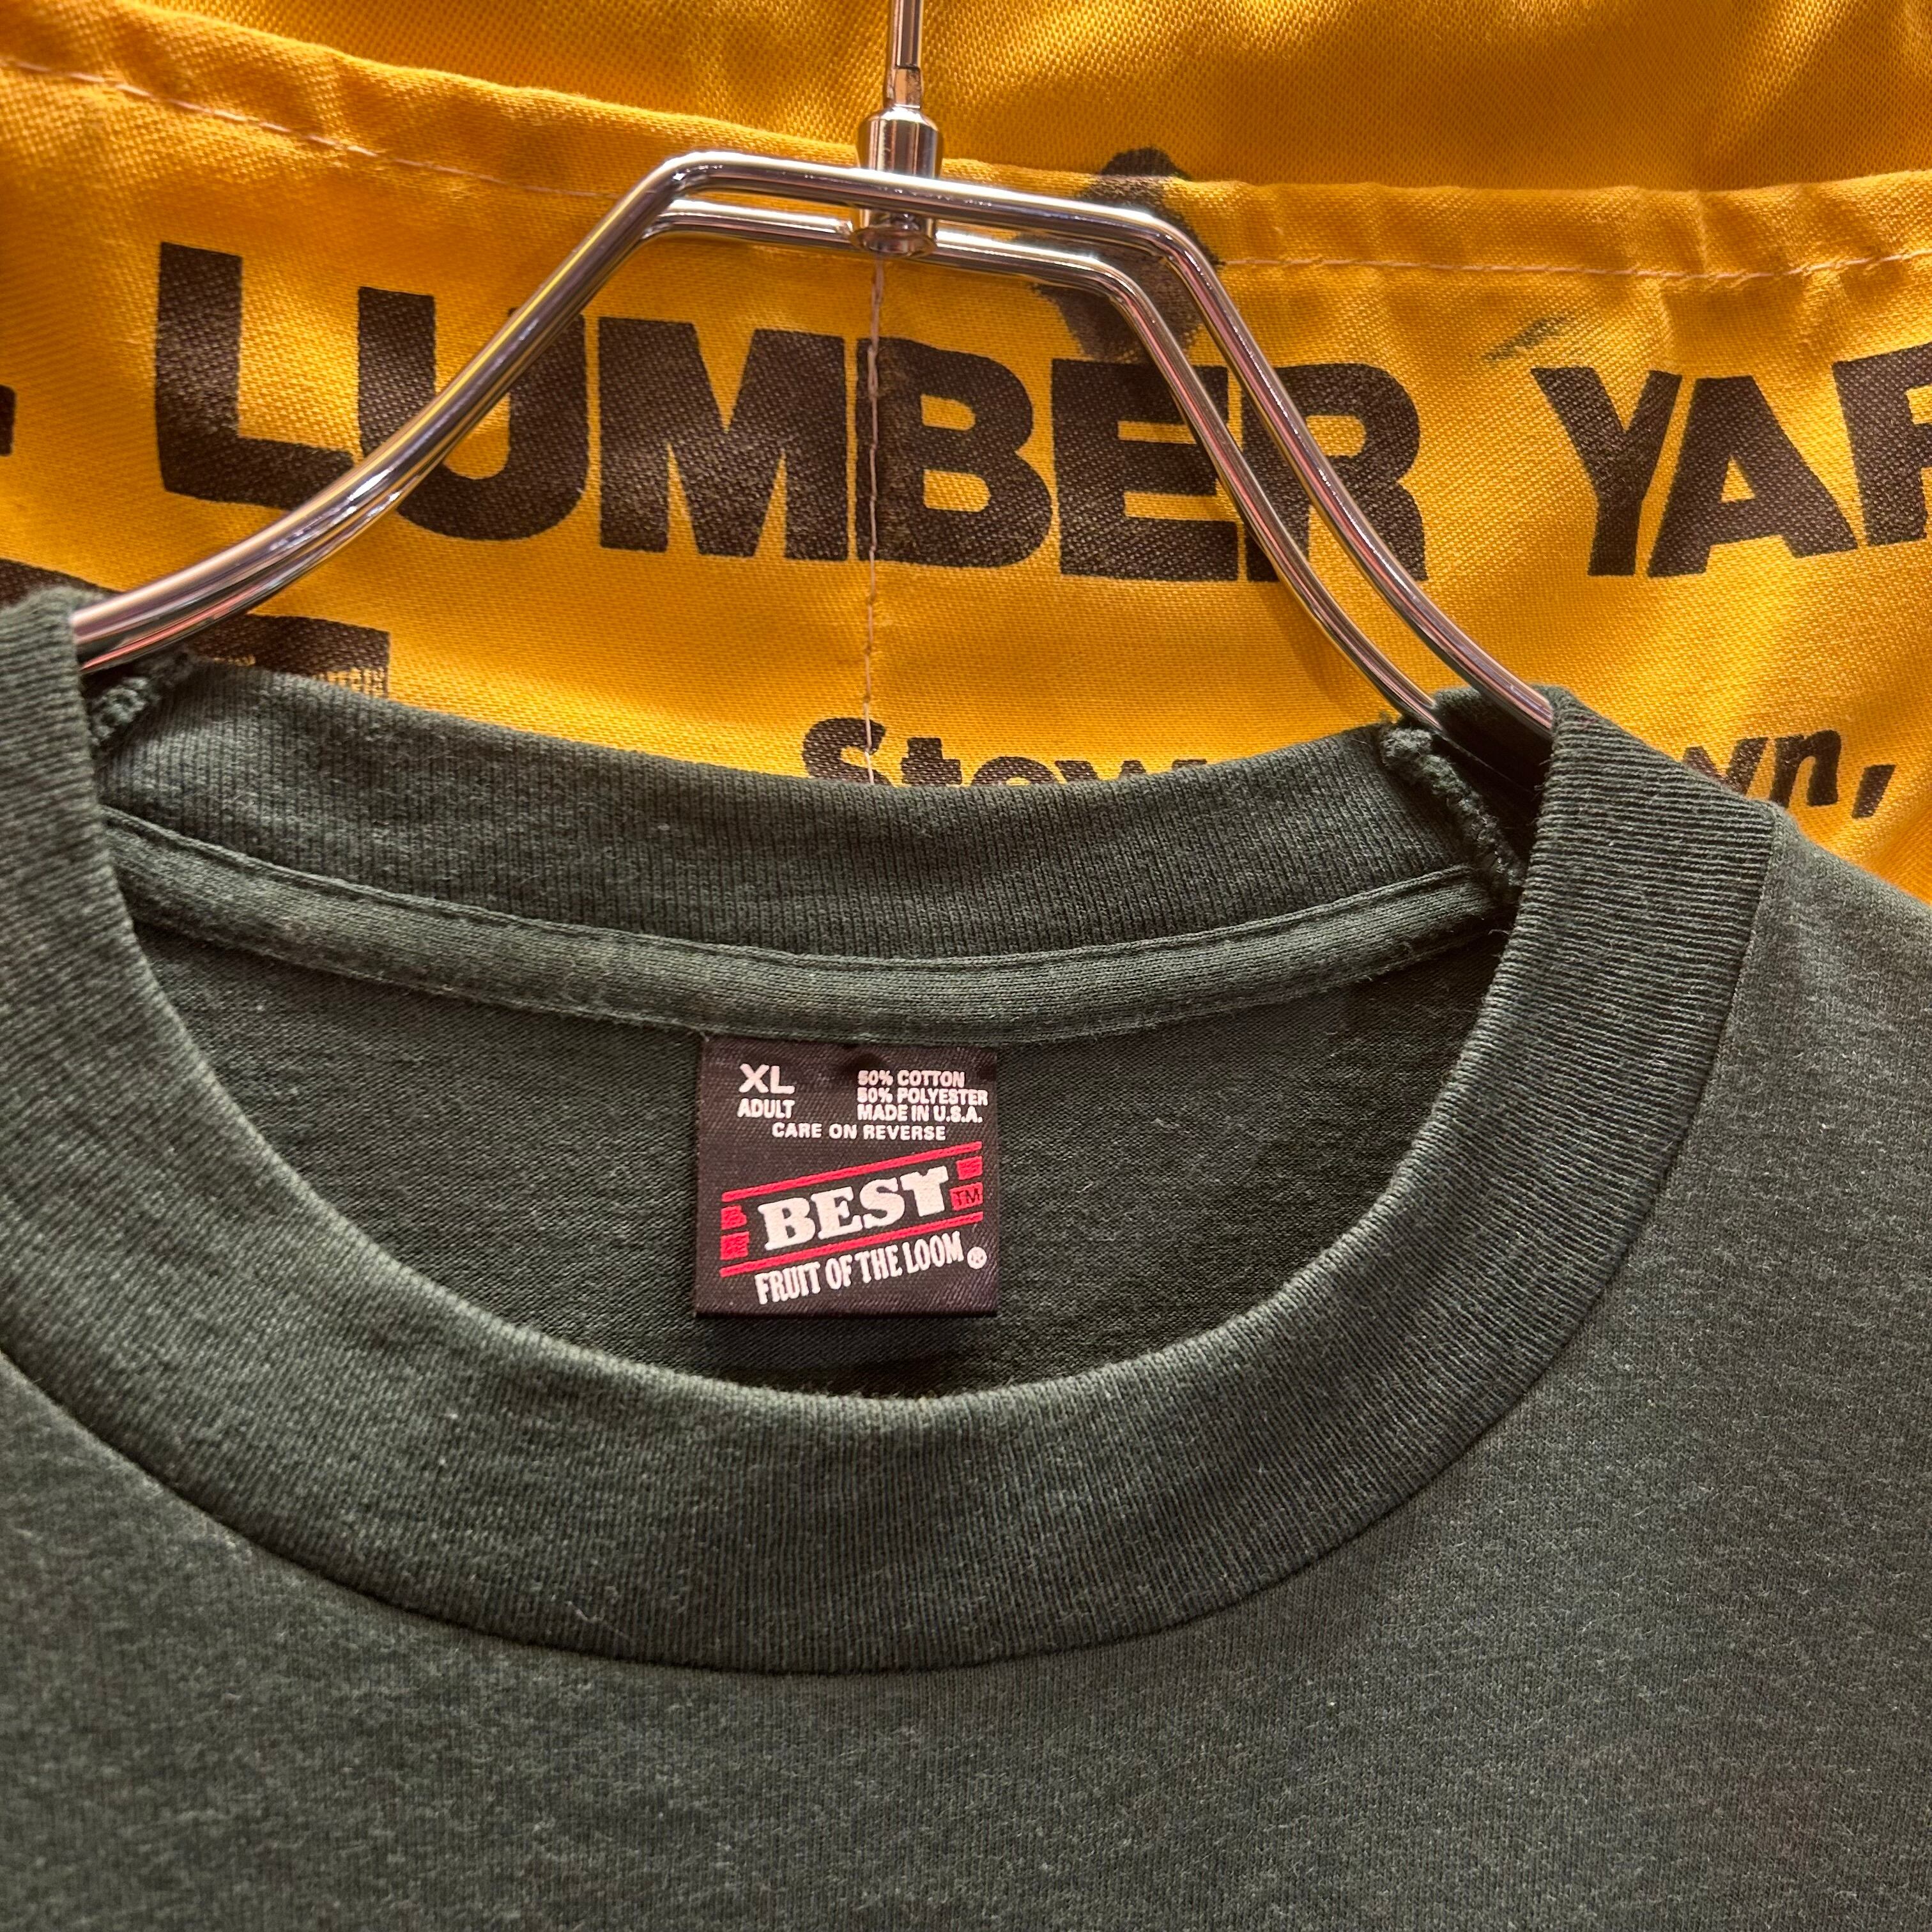 LUMBER YAR
XL
ADULT
50% COTTON
50% POLYESTER
MADE IN U.S.A.
CARE ON REVERSE
BEST TM
FRUIT OF THE LOOM ®